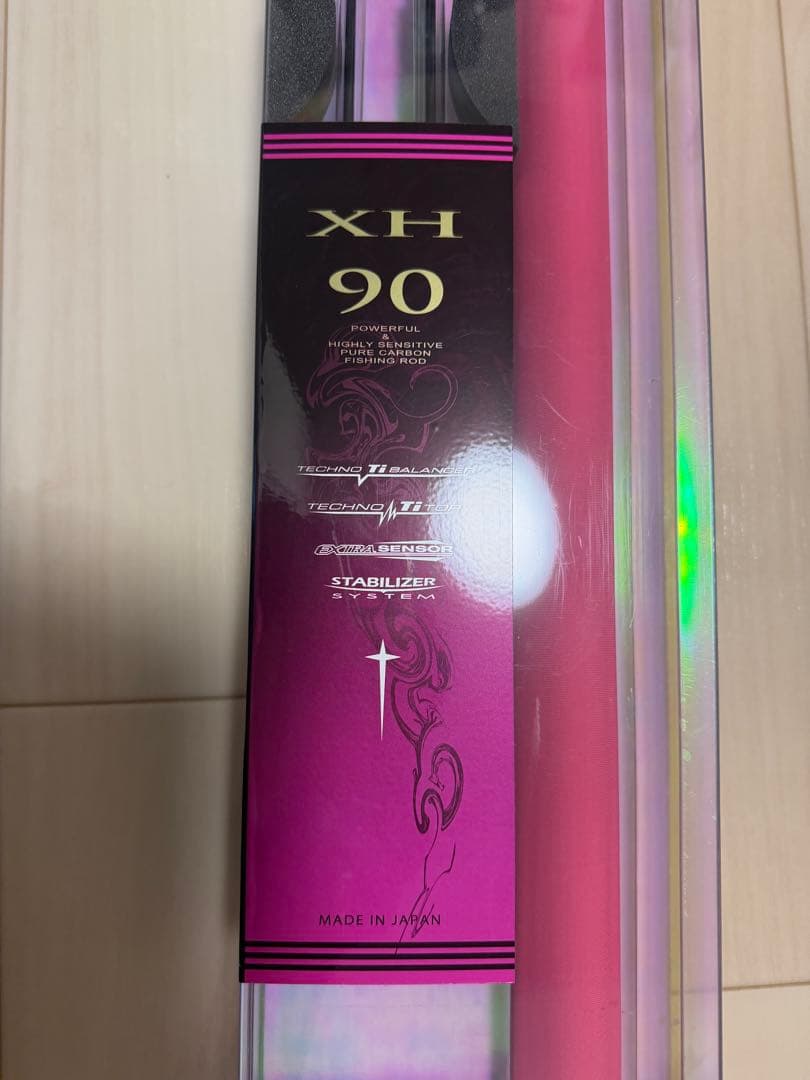 XH
90
POWERFUL
&
HIGHLY SENSITIVE
PURE CARBON
FISHING ROD
TECHNO Ti BALANCER
TECHNO Ti TOP
EXTRA SENSOR
STABILIZER
SYSTEM
MADE IN JAPAN